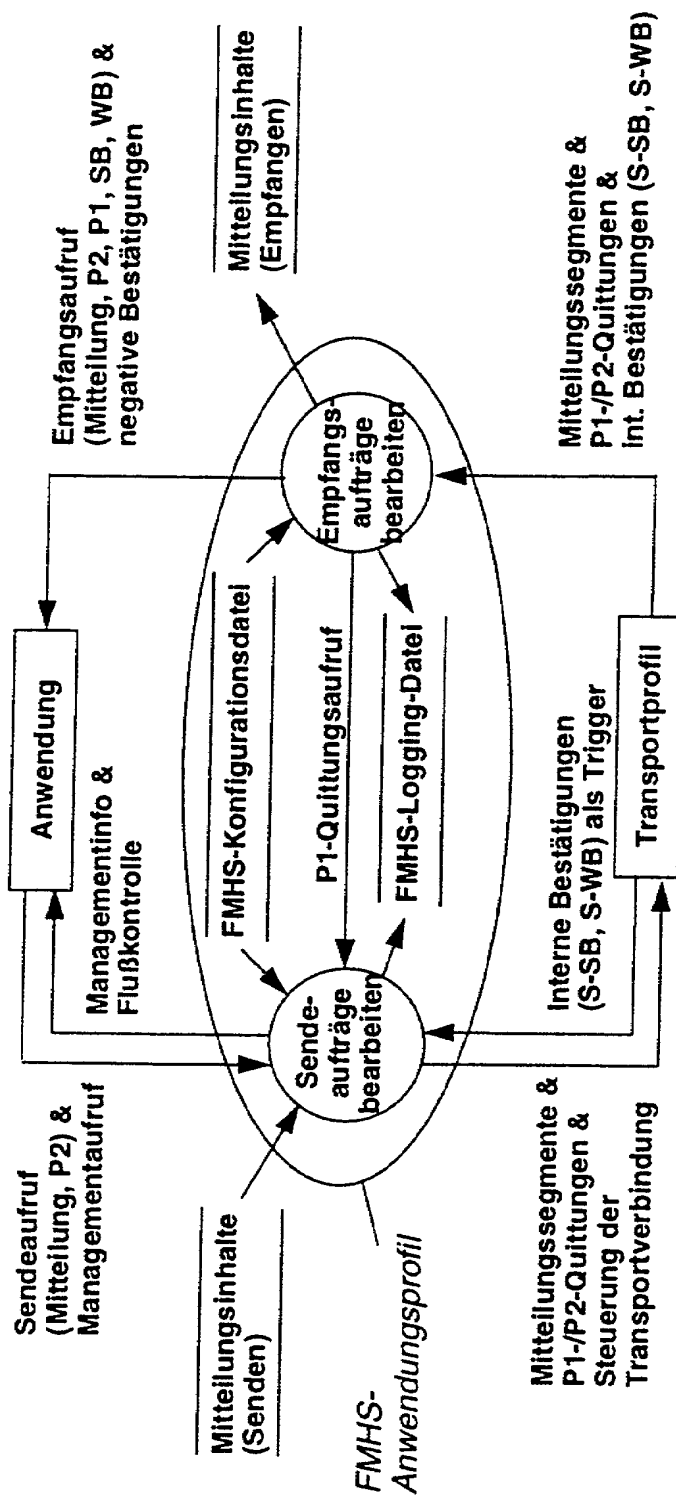 Sendeaufruf
(Mitteilung, P2) &
Managementaufruf
Anwendung
Managementinfo &
Flußkontrolle
Empfangsaufruf
(Mitteilung, P2, P1, SB, WB) &
negative Bestätigungen
Mitteilungsinhalte
(Senden)
Sende-
aufträge
bearbeiten
FMHS-Konfigurationsdatei
P1-Quittungsaufruf
FMHS-Logging-Datei
Empfangs-
aufträge
bearbeiten
Mitteilungsinhalte
(Empfangen)
FMHS-
Anwendungsprofil
Mitteilungssegmente &
P1-/P2-Quittungen &
Steuerung der
Transportverbindung
Interne Bestätigungen
(S-SB, S-WB) als Trigger
Transportprofil
Mitteilungssegmente &
P1-/P2-Quittungen &
int. Bestätigungen (S-SB, S-WB)